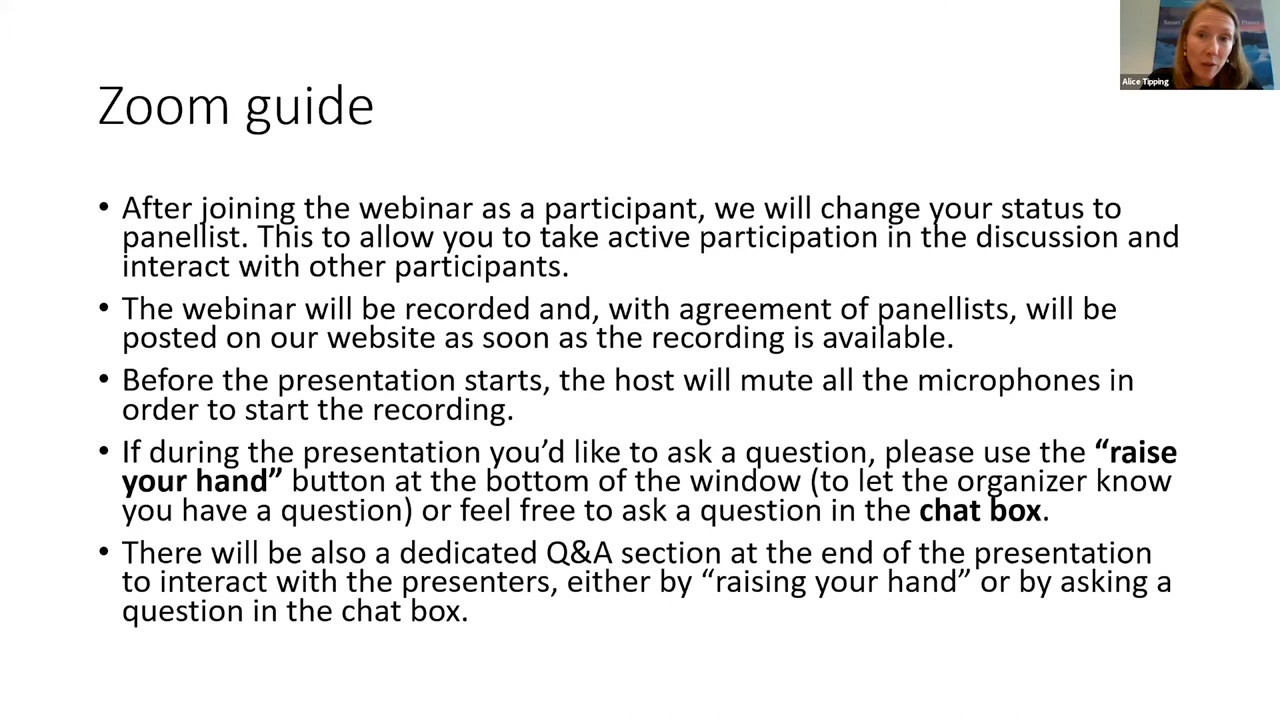 Alice Tipping
Zoom guide
• After joining the webinar as a participant, we will change your status to
panellist. This to allow you to take active participation in the discussion and
interact with other participants.
• The webinar will be recorded and, with agreement of panellists, will be
posted on our website as soon as the recording is available.
• Before the presentation starts, the host will mute all the microphones in
order to start the recording.
• If during the presentation you’d like to ask a question, please use the “raise
your hand” button at the bottom of the window (to let the organizer know
you have a question) or feel free to ask a question in the chat box.
• There will be also a dedicated Q&A section at the end of the presentation
to interact with the presenters, either by “raising your hand” or by asking a
question in the chat box.